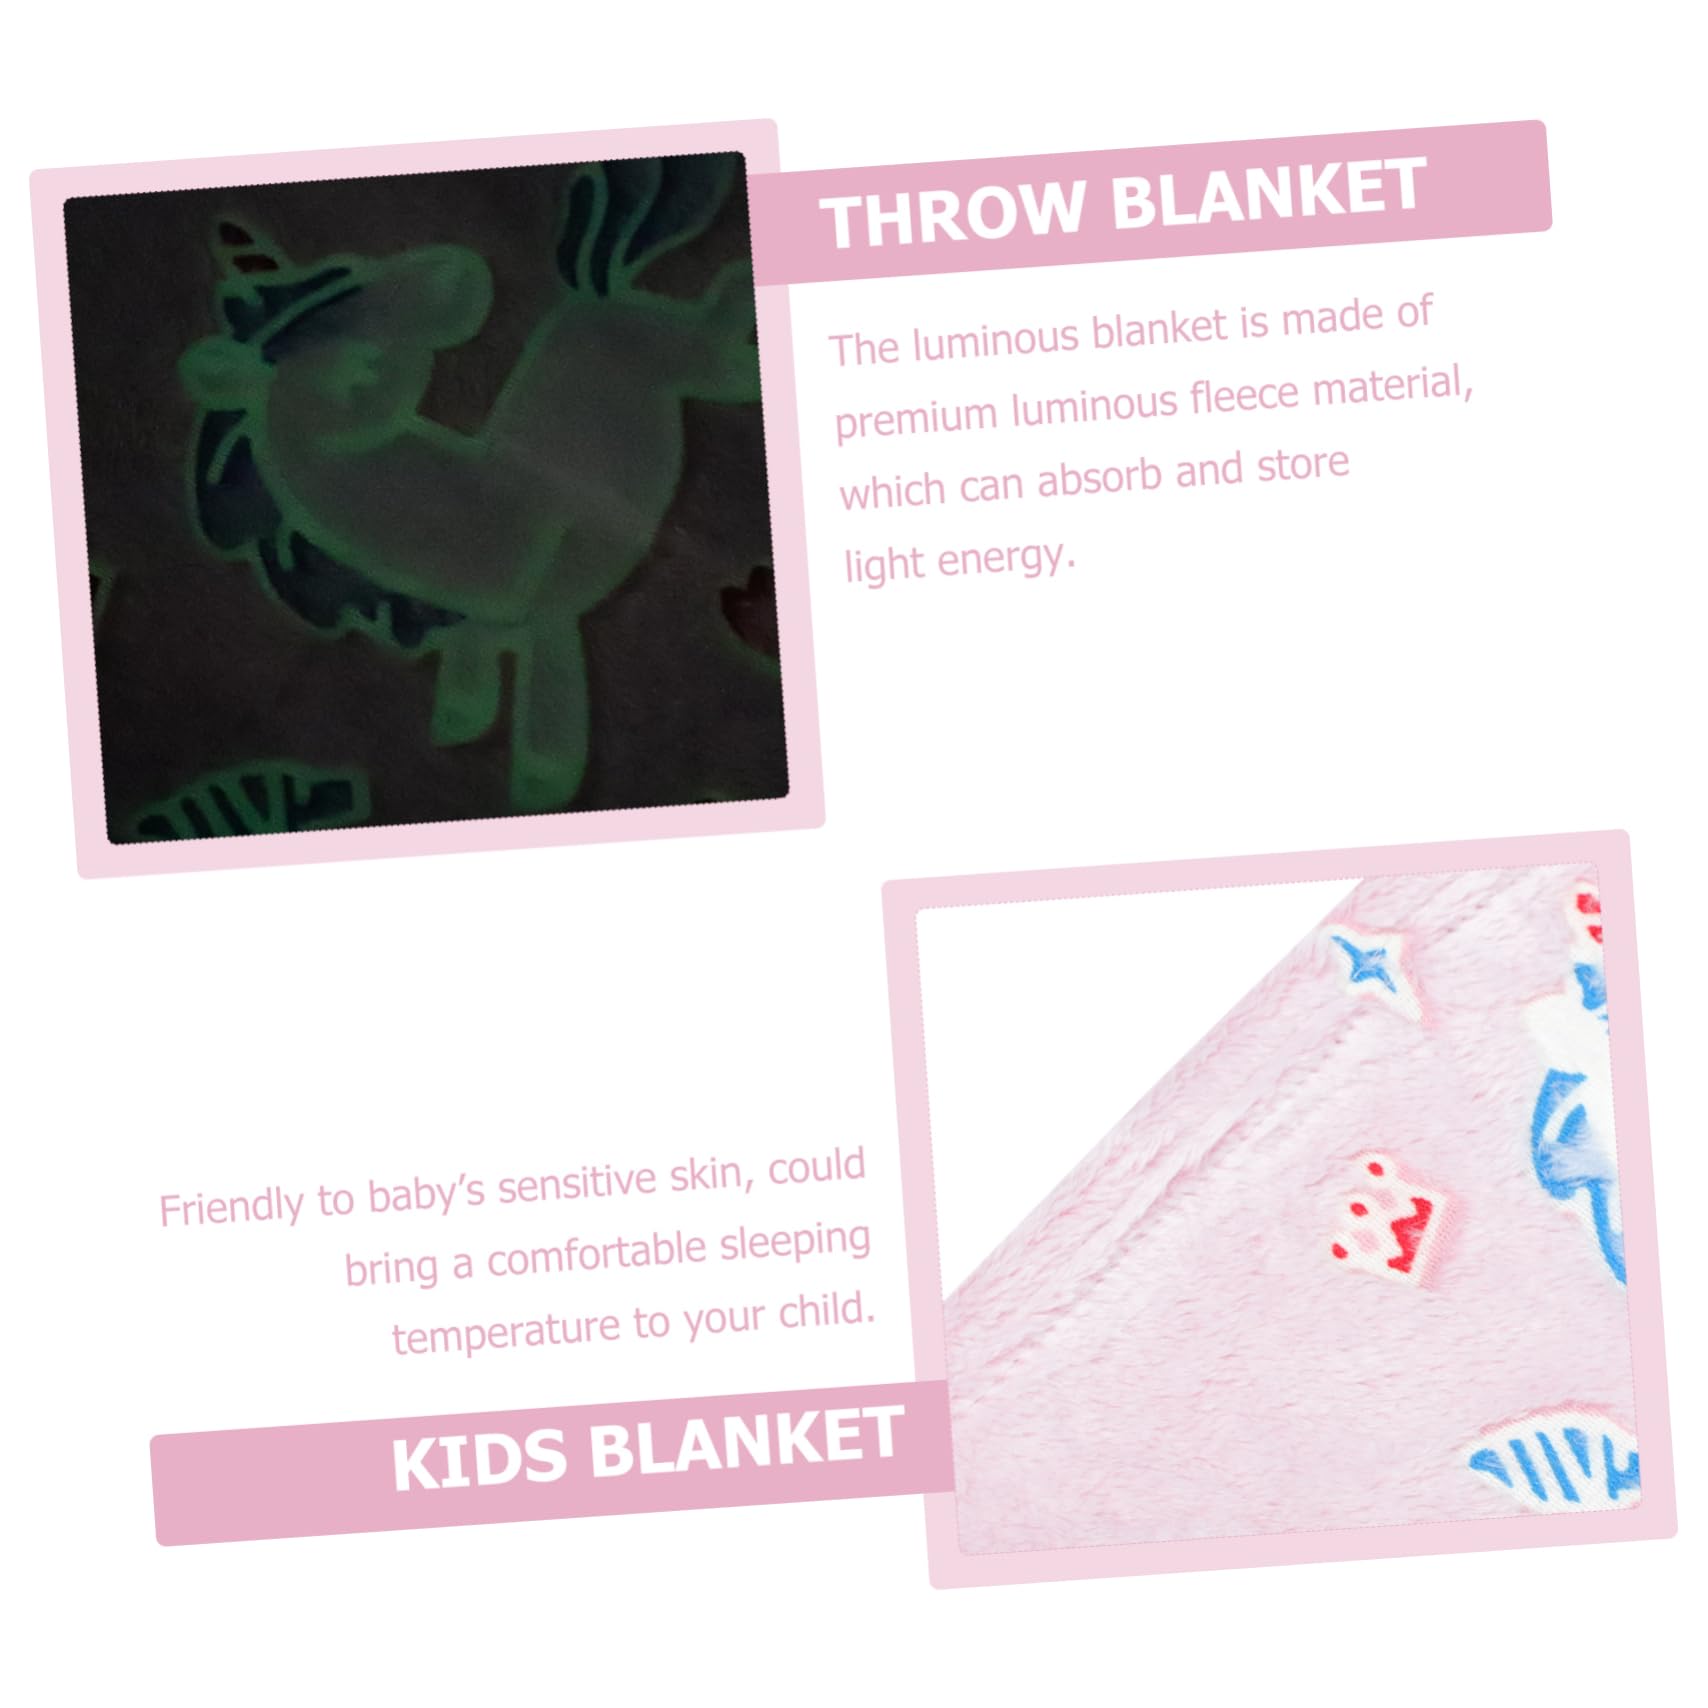 THROW BLANKET
The luminous blanket is made of
premium luminous fleece material,
which can absorb and store
light energy.
Friendly to baby’s sensitive skin, could
bring a comfortable sleeping
temperature to your child.
KIDS BLANKET